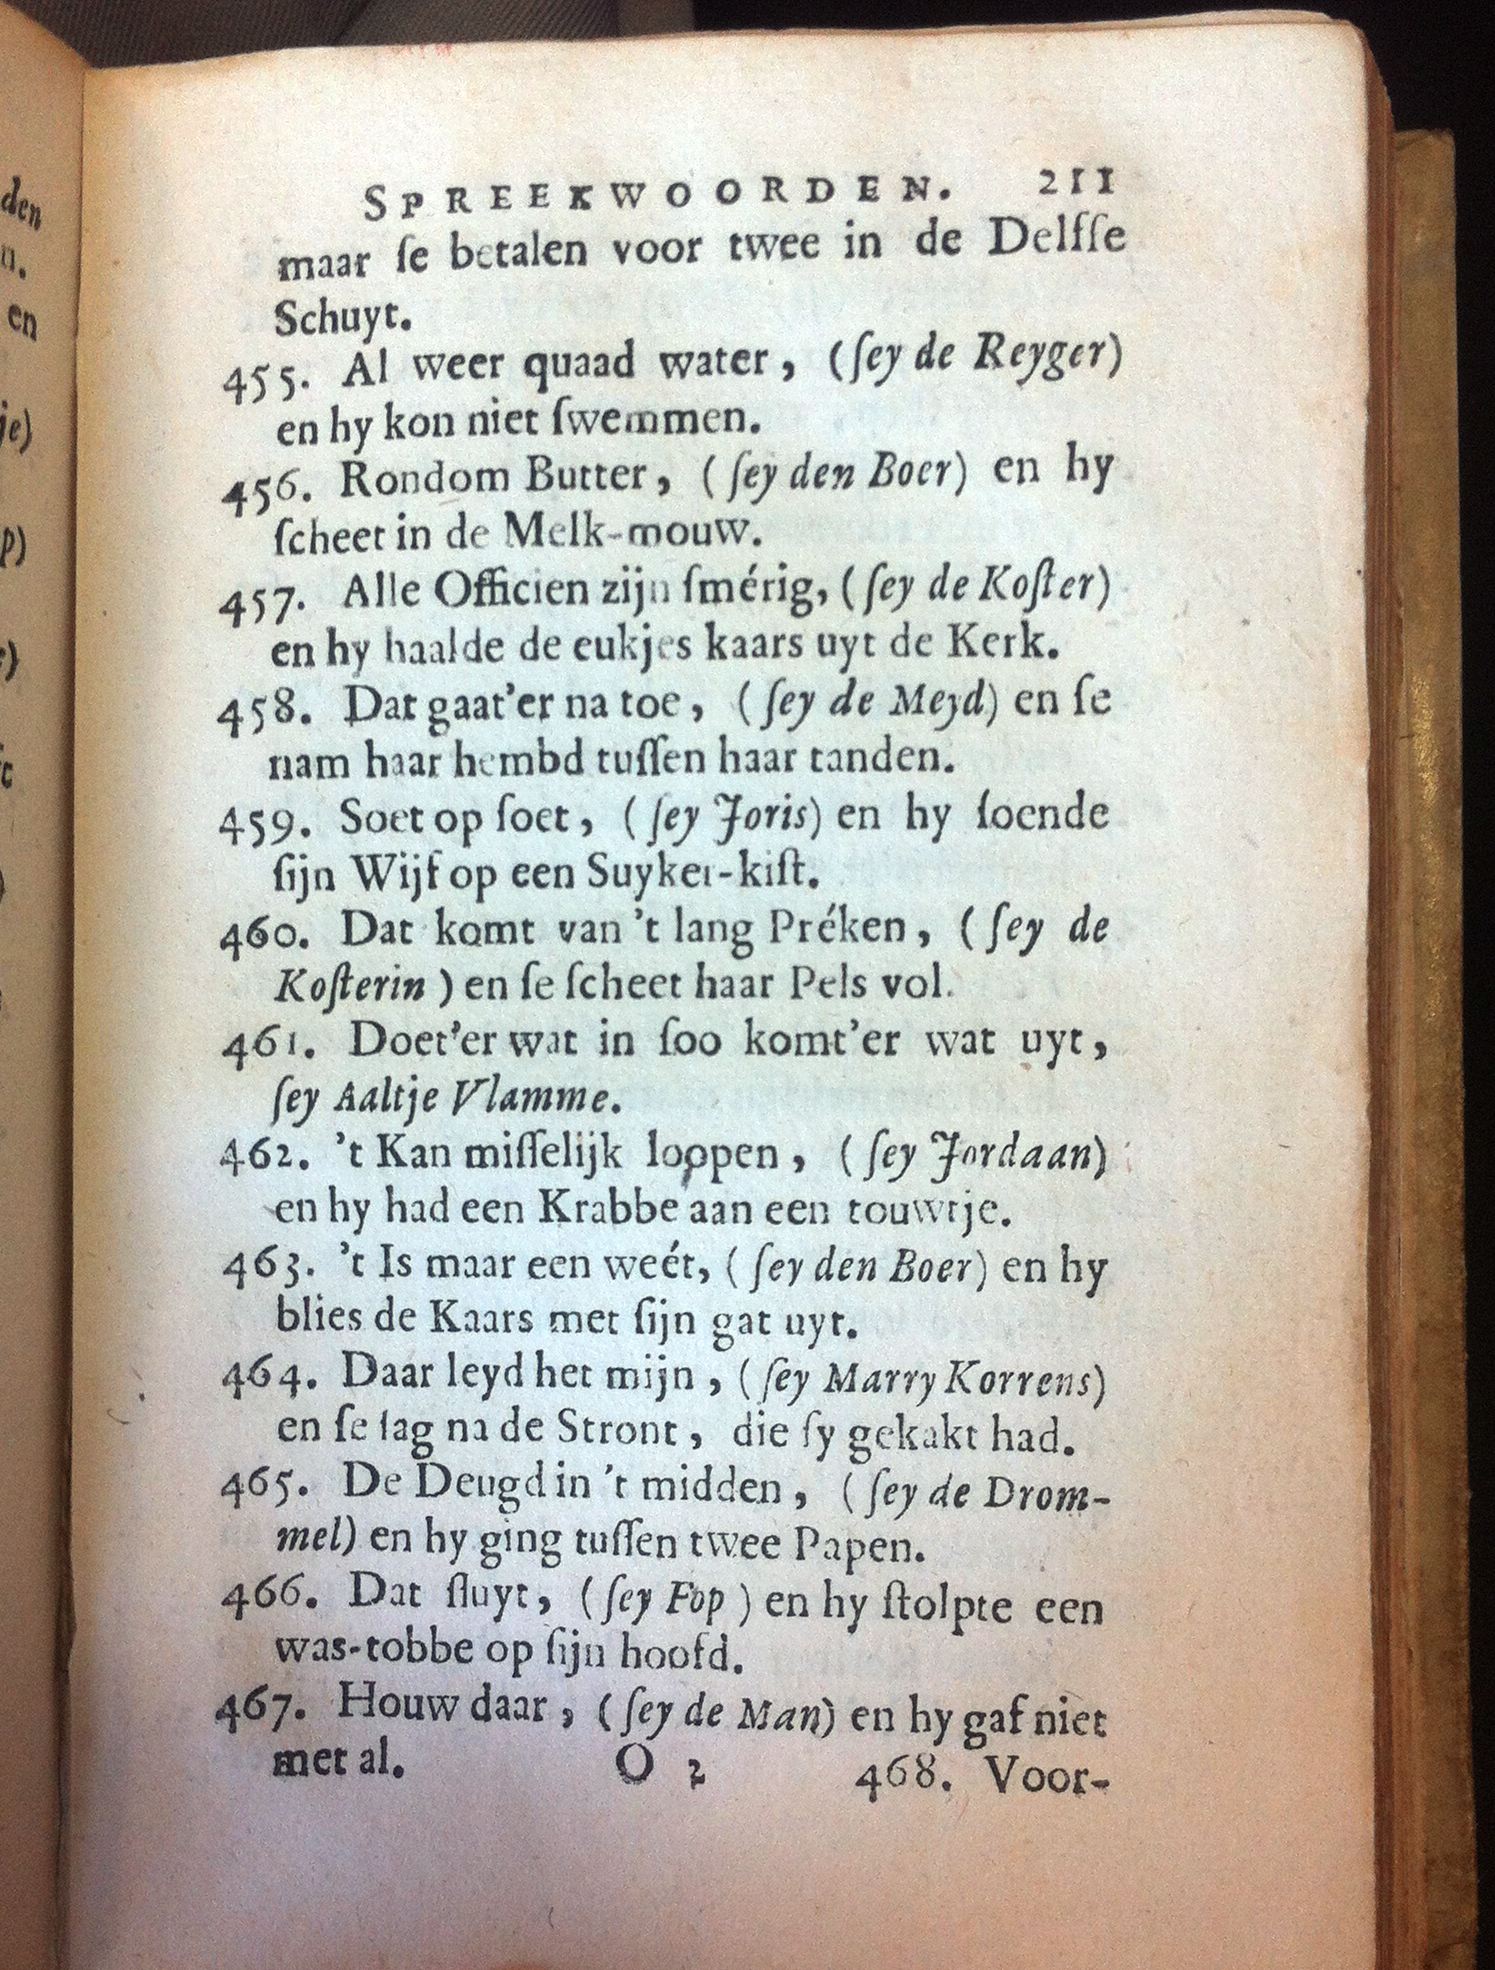 den
n.
en
je)
p)
SPREEKWOORDEN. 211
maar ſe betalen voor twee in de Delfſe
Schuyt.
455. Al weer quaad water, (ſey de Reyger)
en hy kon niet ſwemmen.
456. Rondom Butter, (ſey den Boer) en hy
ſcheet in de Melk-mouw.
457. Alle Officien zijn ſmérig, (ſey de Koſter)
en hy haalde de eukjes kaars uyt de Kerk.
458. Dat gaat'er na toe, (ſey de Meyd) en ſe
nam haar hembd tuſſen haar tanden.
459. Soet op ſoet, (ſey Joris) en hy ſoende
ſijn Wijf op een Suyker-kiſt.
460. Dat komt van 't lang Préken, (ſey de
Koſterin) en ſe ſcheet haar Pels vol.
461. Doet'er wat in ſoo komt'er wat uyt,
ſey Aaltje Vlamme.
462. 't Kan miſſelijk loppen, (ſey Jordaan)
en hy had een Krabbe aan een touwtje.
463. 't Is maar een weét, (ſey den Boer) en hy
blies de Kaars met ſijn gat uyt.
464. Daar leyd het mijn, (ſey Marry Korrens)
en ſe ſag na de Stront, die ſy gekakt had.
465. De Deugd in 't midden, (ſey de Drom-
mel) en hy ging tuſſen twee Papen.
466. Dat ſluyt, (ſey Fop) en hy ſtolpte een
was-tobbe op ſijn hoofd.
467. Houw daar, (ſey de Man) en hy gaf niet
met al. O 2 468. Voor-